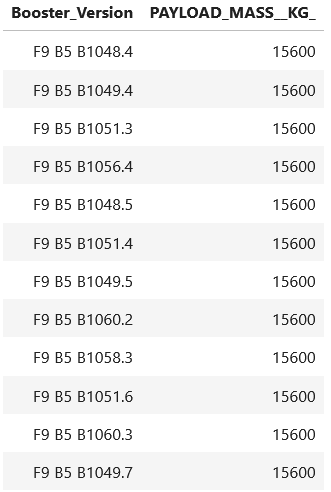 Booster_Version PAYLOAD_MASS__KG_
F9 B5 B1048.4 15600
F9 B5 B1049.4 15600
F9 B5 B1051.3 15600
F9 B5 B1056.4 15600
F9 B5 B1048.5 15600
F9 B5 B1051.4 15600
F9 B5 B1049.5 15600
F9 B5 B1060.2 15600
F9 B5 B1058.3 15600
F9 B5 B1051.6 15600
F9 B5 B1060.3 15600
F9 B5 B1049.7 15600